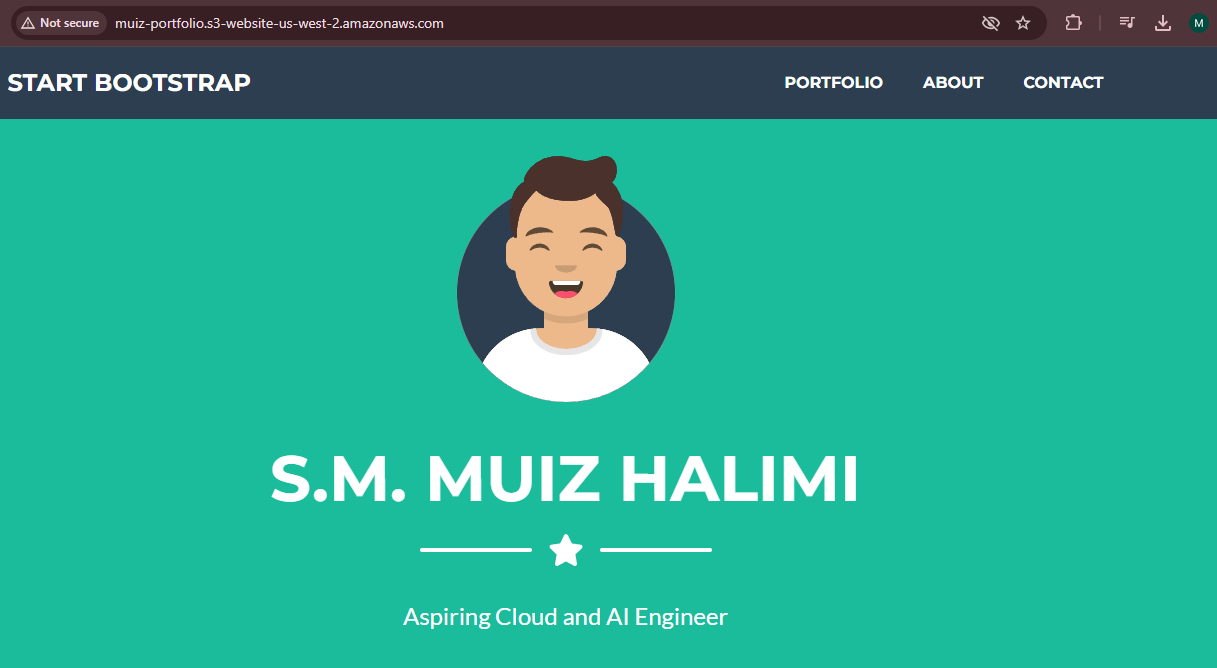 Not secure
muiz-portfolio.s3-website-us-west-2.amazonaws.com
M
START BOOTSTRAP
PORTFOLIO
ABOUT
CONTACT
S.M. MUIZ HALIMI
Aspiring Cloud and AI Engineer